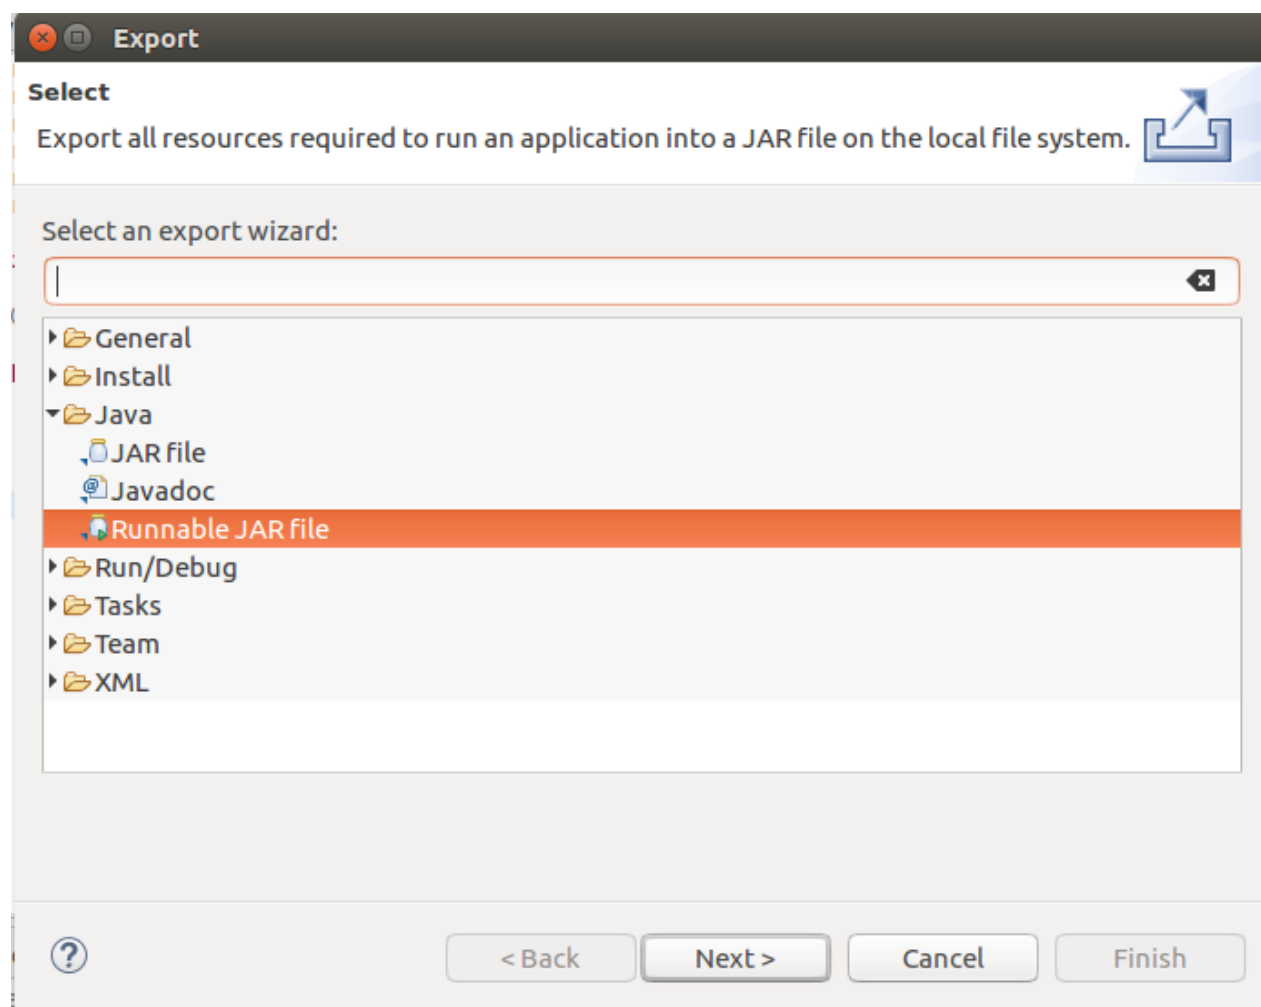 Export
Select
Export all resources required to run an application into a JAR file on the local file system.
Select an export wizard:
General
Install
Java
JAR file
Javadoc
Runnable JAR file
Run/Debug
Tasks
Team
XML
? < Back Next > Cancel Finish